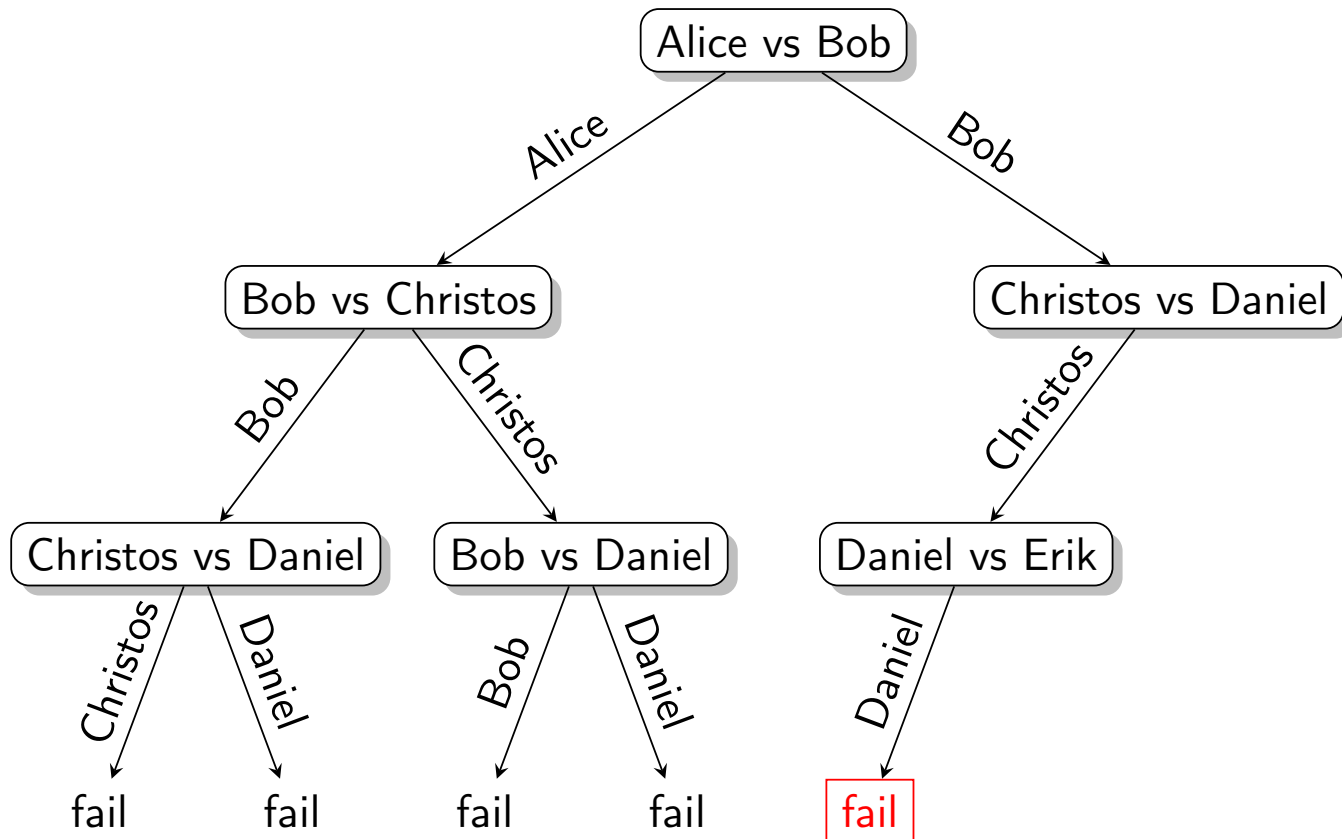 Alice vs Bob
Alice
Bob
Bob vs Christos
Christos vs Daniel
Bob
Christos
Christos
Christos vs Daniel
Bob vs Daniel
Daniel vs Erik
Christos
Daniel
Bob
Daniel
Daniel
fail
fail
fail
fail
fail